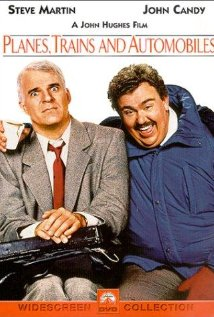 STEVE MARTIN JOHN CANDY
A JOHN HUGHES FILM
PLANES, TRAINS AND AUTOMOBILES
DVD
WIDESCREEN COLLECTION